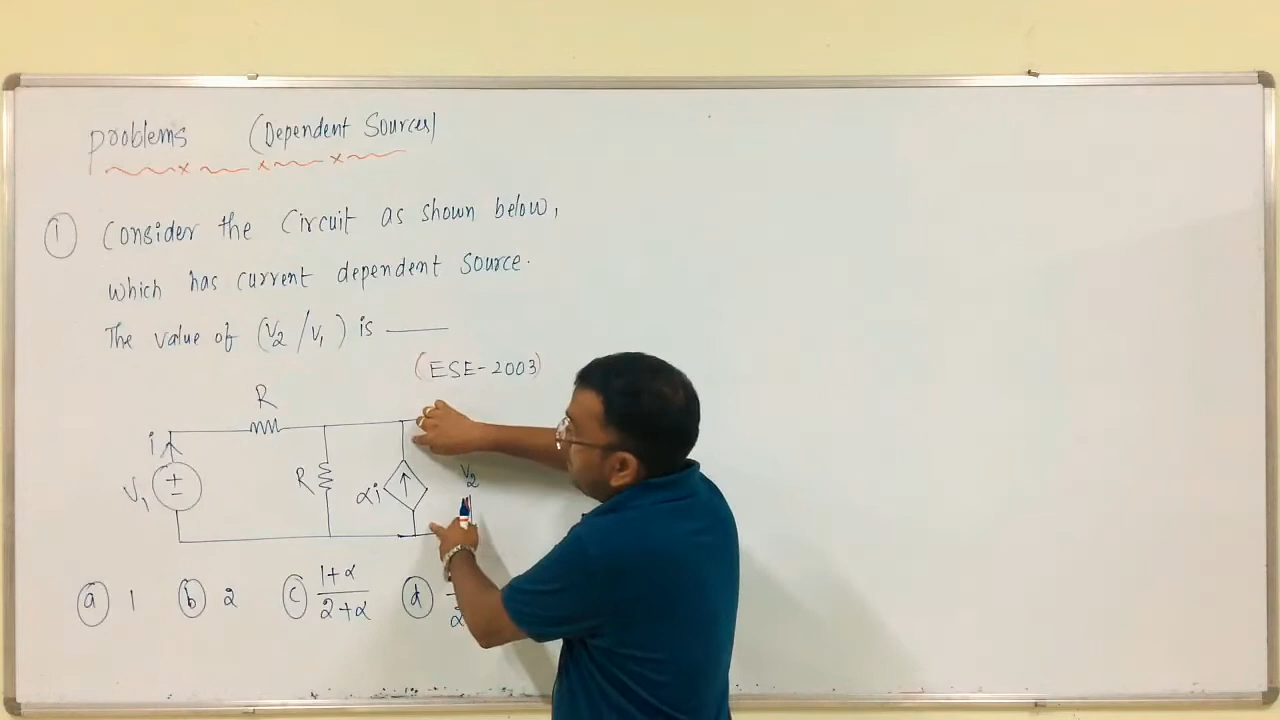 Problems (Dependent Sources)
① Consider the Circuit as shown below,
which has current dependent source.
The value of (V₂/V₁) is ____
(ESE-2003)
R
i
V₁
+
−
R
αi
V₂
ⓐ 1 ⓑ 2 ⓒ 1+α / 2+α ⓓ